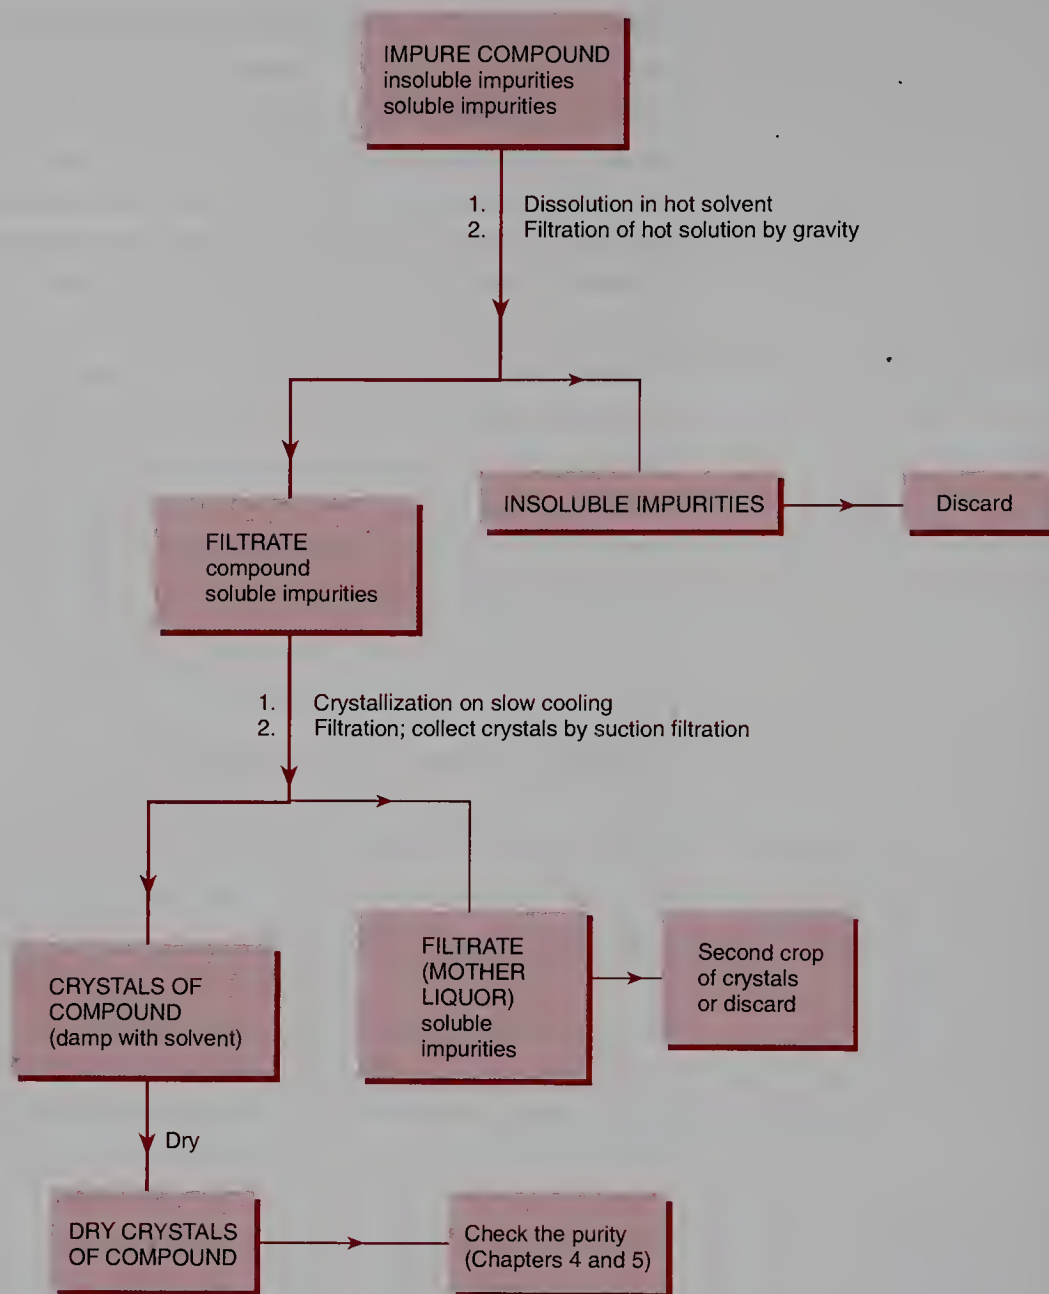 IMPURE COMPOUND
insoluble impurities
soluble impurities
1. Dissolution in hot solvent
2. Filtration of hot solution by gravity
INSOLUBLE IMPURITIES
Discard
FILTRATE
compound
soluble impurities
1. Crystallization on slow cooling
2. Filtration; collect crystals by suction filtration
CRYSTALS OF
COMPOUND
(damp with solvent)
FILTRATE
(MOTHER
LIQUOR)
soluble
impurities
Second crop
of crystals
or discard
Dry
DRY CRYSTALS
OF COMPOUND
Check the purity
(Chapters 4 and 5)